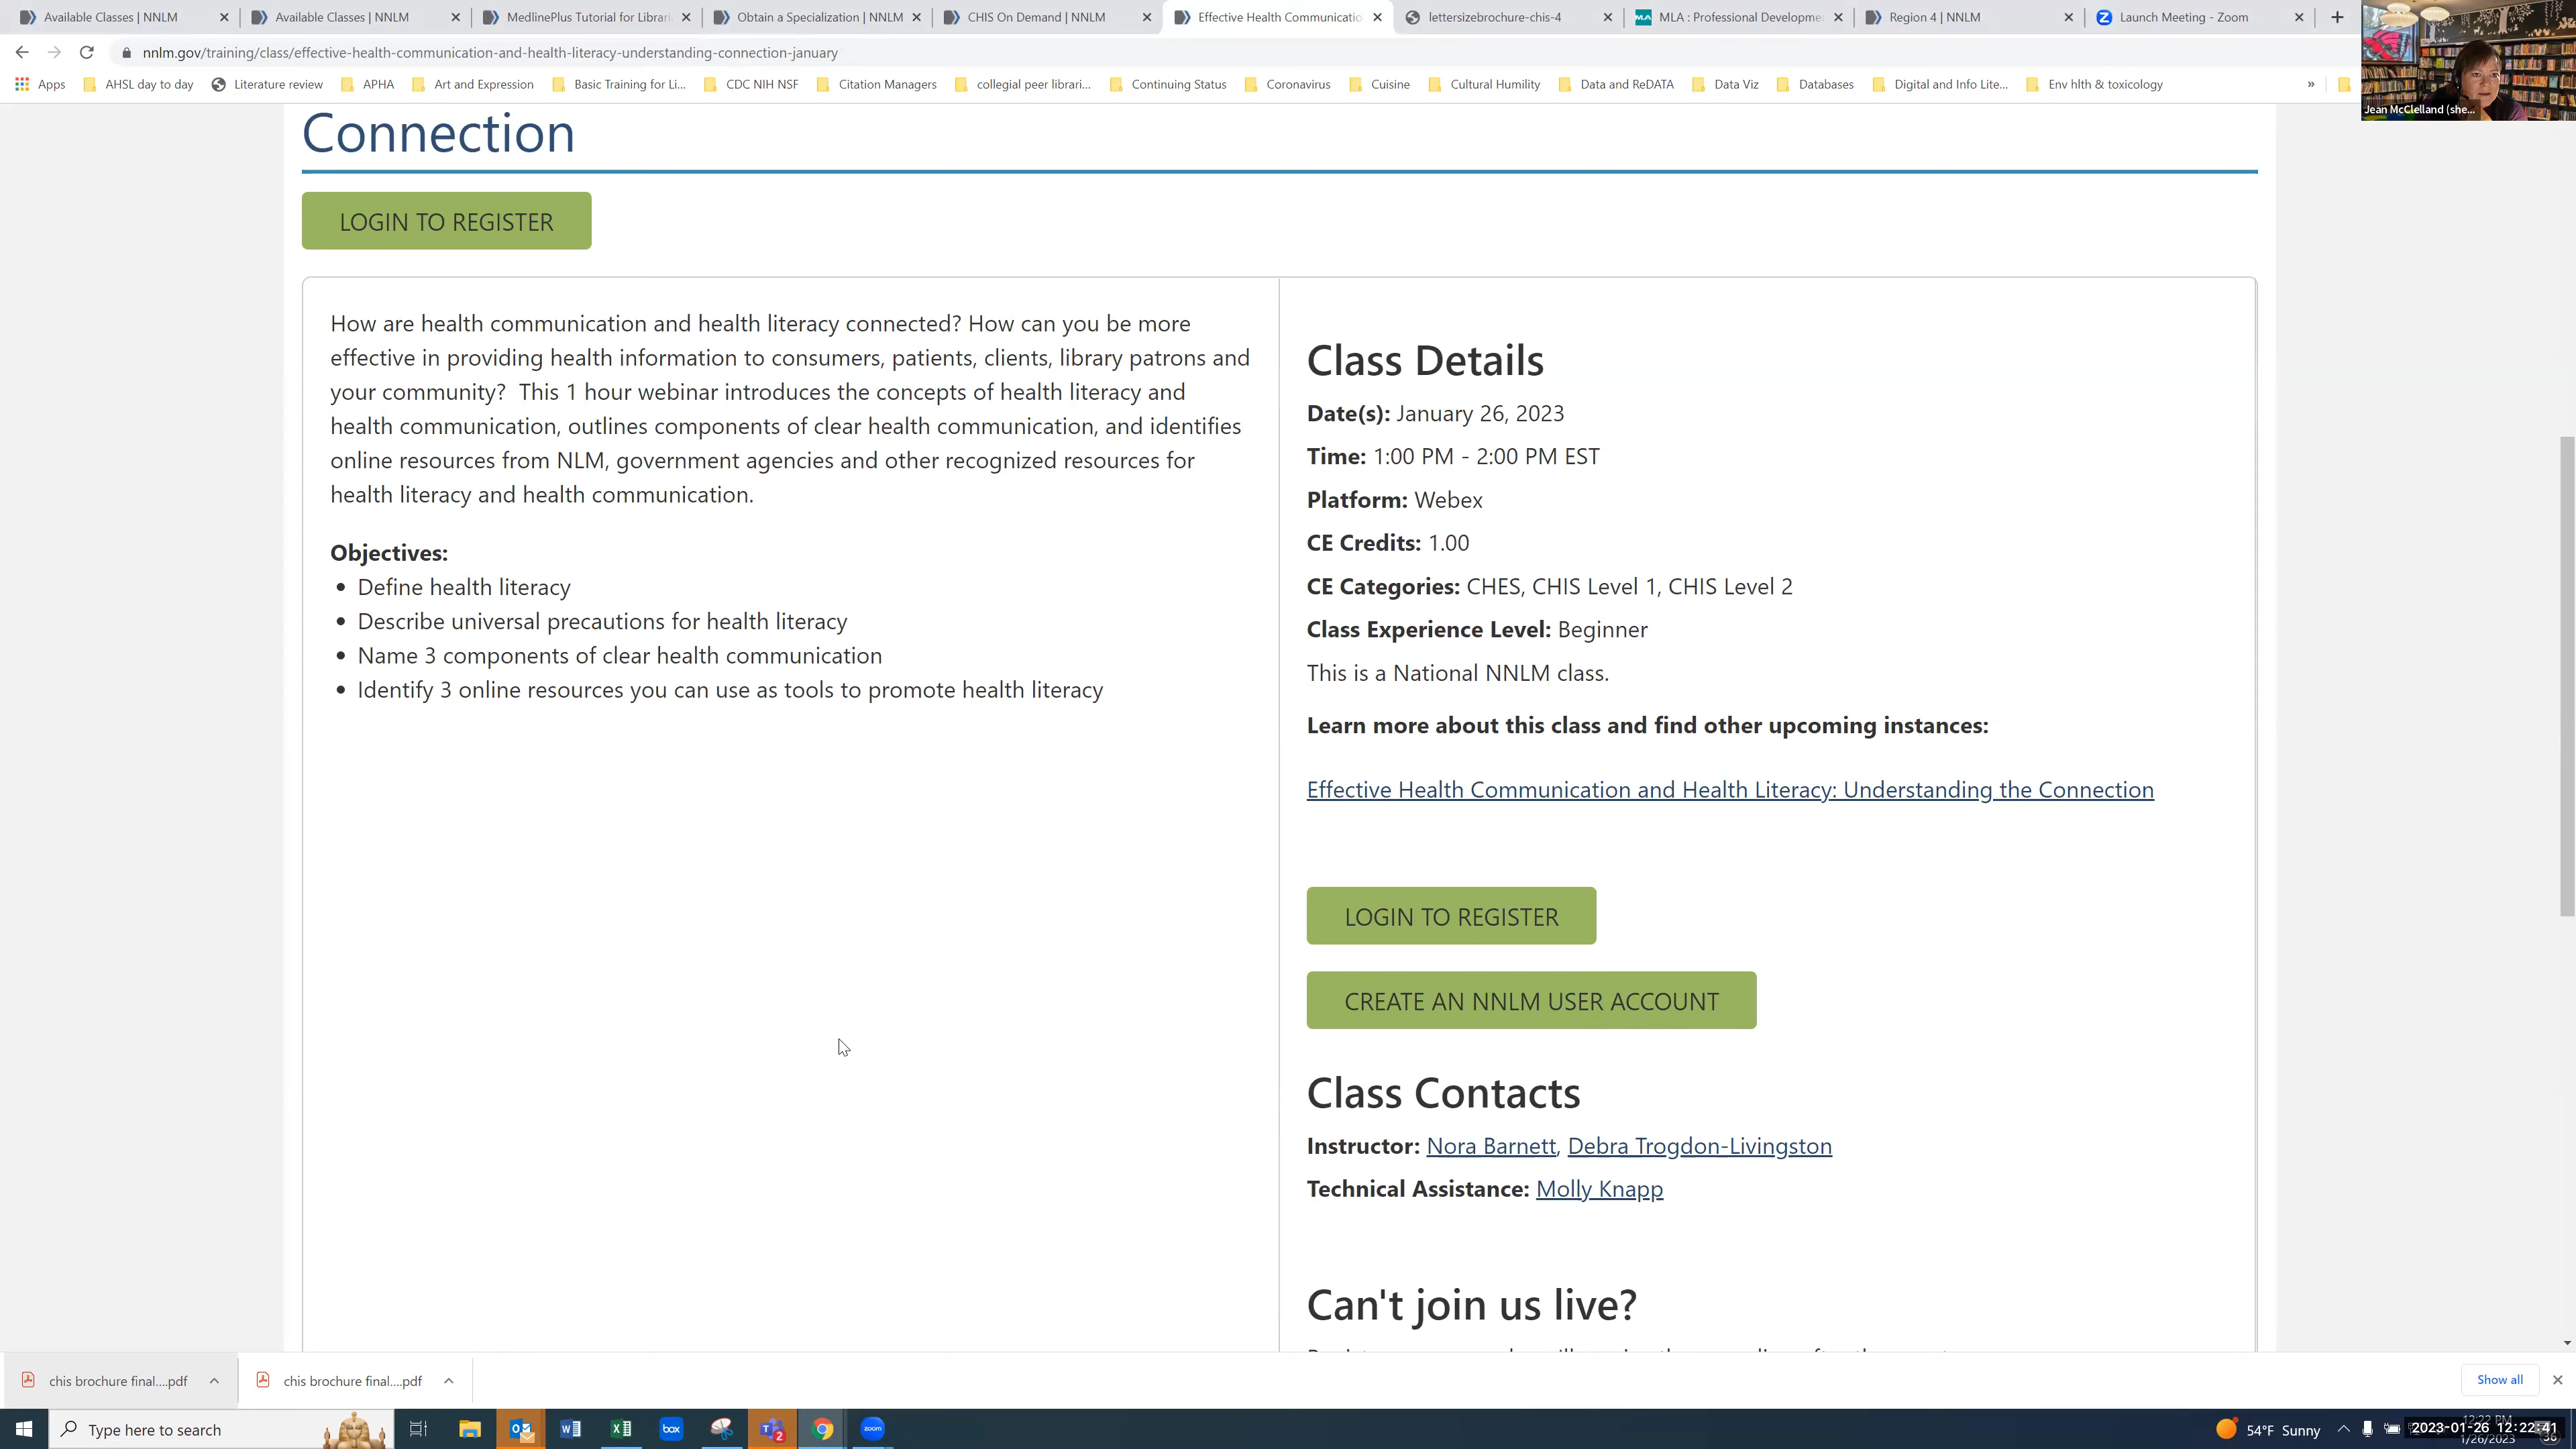 Available Classes | NNLM
Available Classes | NNLM
MedlinePlus Tutorial for Librari
Obtain a Specialization | NNLM
CHIS On Demand | NNLM
Effective Health Communicatio
lettersizebrochure-chis-4
MLA : Professional Developme
Region 4 | NNLM
Launch Meeting - Zoom
nnlm.gov/training/class/effective-health-communication-and-health-literacy-understanding-connection-january
Apps
AHSL day to day
Literature review
APHA
Art and Expression
Basic Training for Li...
CDC NIH NSF
Citation Managers
collegial peer librari...
Continuing Status
Coronavirus
Cuisine
Cultural Humility
Data and ReDATA
Data Viz
Databases
Digital and Info Lite...
Env hlth & toxicology
»
Jean McClelland (she...
Connection
LOGIN TO REGISTER
How are health communication and health literacy connected? How can you be more
effective in providing health information to consumers, patients, clients, library patrons and
your community?  This 1 hour webinar introduces the concepts of health literacy and
health communication, outlines components of clear health communication, and identifies
online resources from NLM, government agencies and other recognized resources for
health literacy and health communication.
Objectives:
• Define health literacy
• Describe universal precautions for health literacy
• Name 3 components of clear health communication
• Identify 3 online resources you can use as tools to promote health literacy
Class Details
Date(s): January 26, 2023
Time: 1:00 PM - 2:00 PM EST
Platform: Webex
CE Credits: 1.00
CE Categories: CHES, CHIS Level 1, CHIS Level 2
Class Experience Level: Beginner
This is a National NNLM class.
Learn more about this class and find other upcoming instances:
Effective Health Communication and Health Literacy: Understanding the Connection
LOGIN TO REGISTER
CREATE AN NNLM USER ACCOUNT
Class Contacts
Instructor: Nora Barnett, Debra Trogdon-Livingston
Technical Assistance: Molly Knapp
Can't join us live?
chis brochure final....pdf
chis brochure final....pdf
Show all
Type here to search
box
zoom
2
54°F Sunny
12:22 PM
2023-01-26 12:22:41
1/26/2023